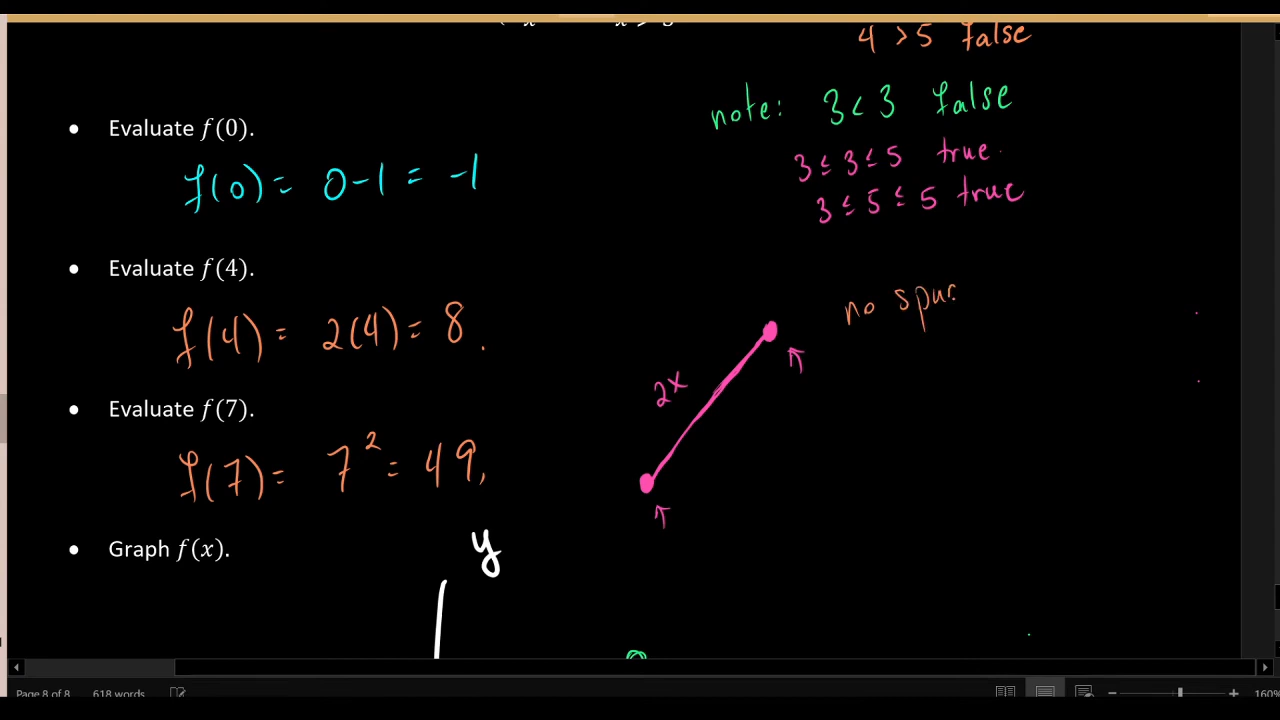 4 > 5 false
note: 3 < 3 false
• Evaluate f(0).
3 ≤ 3 ≤ 5 true
f(0) = 0-1 = -1
3 ≤ 5 ≤ 5 true
• Evaluate f(4).
no spac
f(4) = 2(4) = 8.
2x
• Evaluate f(7).
f(7) = 7² = 49,
• Graph f(x).
y
Page 8 of 8 618 words
160%